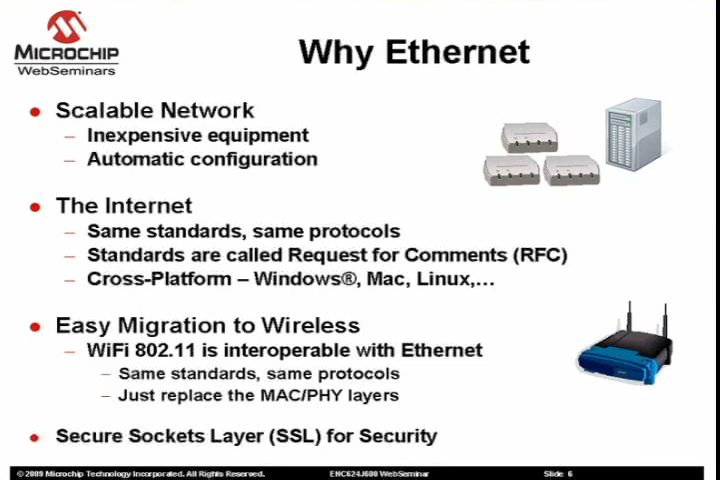 MICROCHIP
WebSeminars
Why Ethernet
• Scalable Network
– Inexpensive equipment
– Automatic configuration
• The Internet
– Same standards, same protocols
– Standards are called Request for Comments (RFC)
– Cross-Platform – Windows®, Mac, Linux,…
• Easy Migration to Wireless
– WiFi 802.11 is interoperable with Ethernet
– Same standards, same protocols
– Just replace the MAC/PHY layers
• Secure Sockets Layer (SSL) for Security
© 2009 Microchip Technology Incorporated. All Rights Reserved. ENC624J600 WebSeminar Slide 6